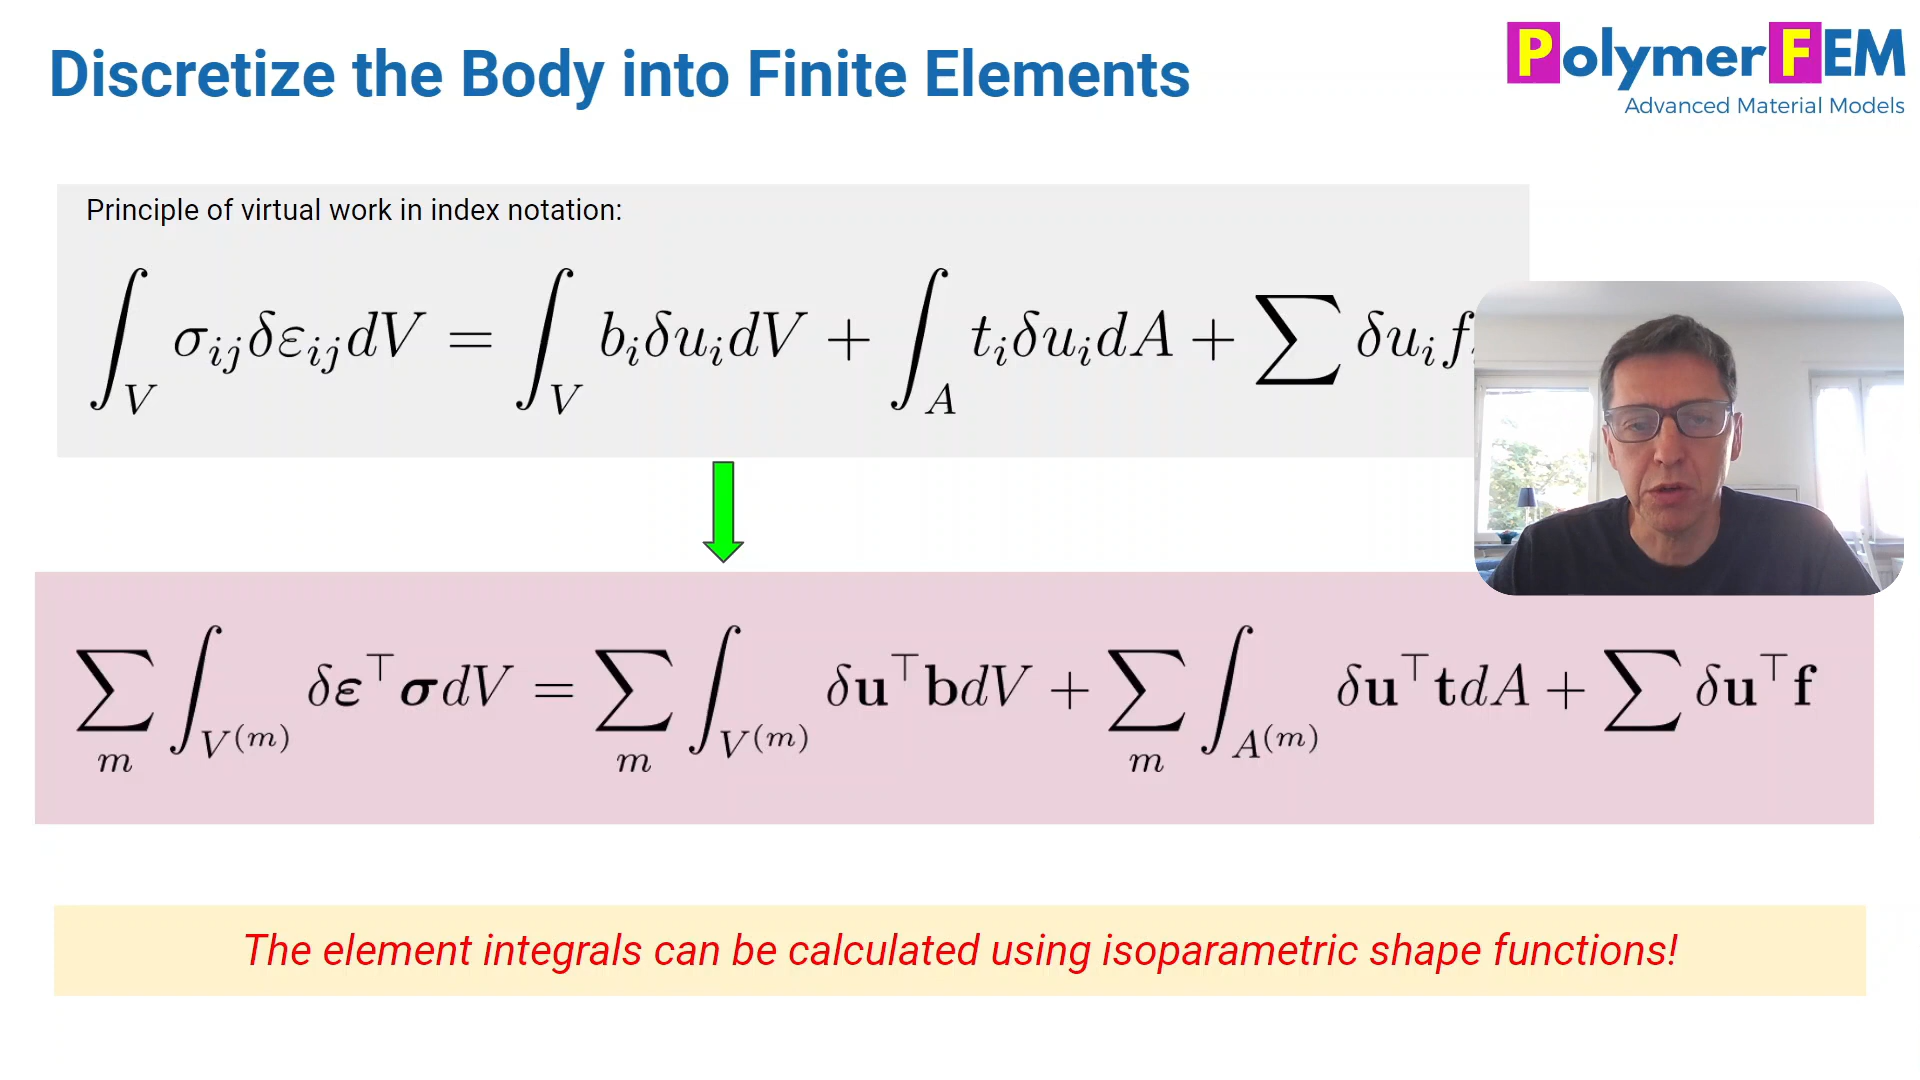 Discretize the Body into Finite Elements
PolymerFEM
Advanced Material Models
Principle of virtual work in index notation:
∫_V σ_ij δε_ij dV = ∫_V b_i δu_i dV + ∫_A t_i δu_i dA + ∑ δu_i f
∑_m ∫_V^(m) δε^⊤ σ dV = ∑_m ∫_V^(m) δu^⊤ b dV + ∑_m ∫_A^(m) δu^⊤ t dA + ∑ δu^⊤ f
The element integrals can be calculated using isoparametric shape functions!